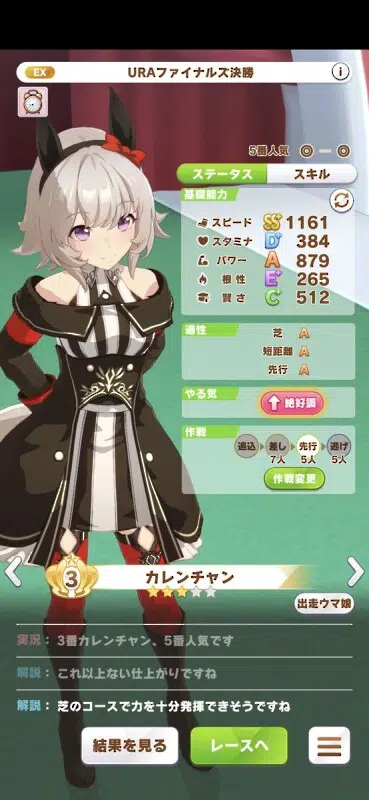 EX
URAファイナルズ決勝
i
5番人気 ◎ー◎
ステータス
スキル
基礎能力
スピード SS+ 1161
スタミナ D+ 384
パワー A 879
根性 E+ 265
賢さ C+ 512
適性
芝 A
短距離 A
先行 A
やる気
絶好調
作戦
追込 差し 先行 逃げ
7人 5人 5人
作戦変更
3
カレンチャン
出走ウマ娘
実況： 3番カレンチャン、5番人気です
解説： これ以上ない仕上がりですね
解説： 芝のコースで力を十分発揮できそうですね
結果を見る
レースへ